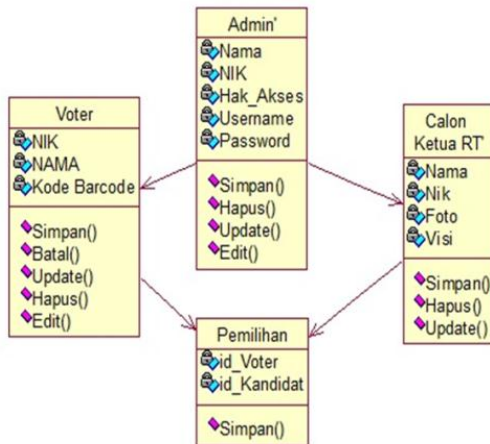 Admin'
Nama
NIK
Hak_Akses
Username
Password
Simpan()
Hapus()
Update()
Edit()
Voter
NIK
NAMA
Kode Barcode
Simpan()
Batal()
Update()
Hapus()
Edit()
Calon
Ketua RT'
Nama
Nik
Foto
Visi
Simpan()
Hapus()
Update()
Pemilihan
id_Voter
id_Kandidat
Simpan()